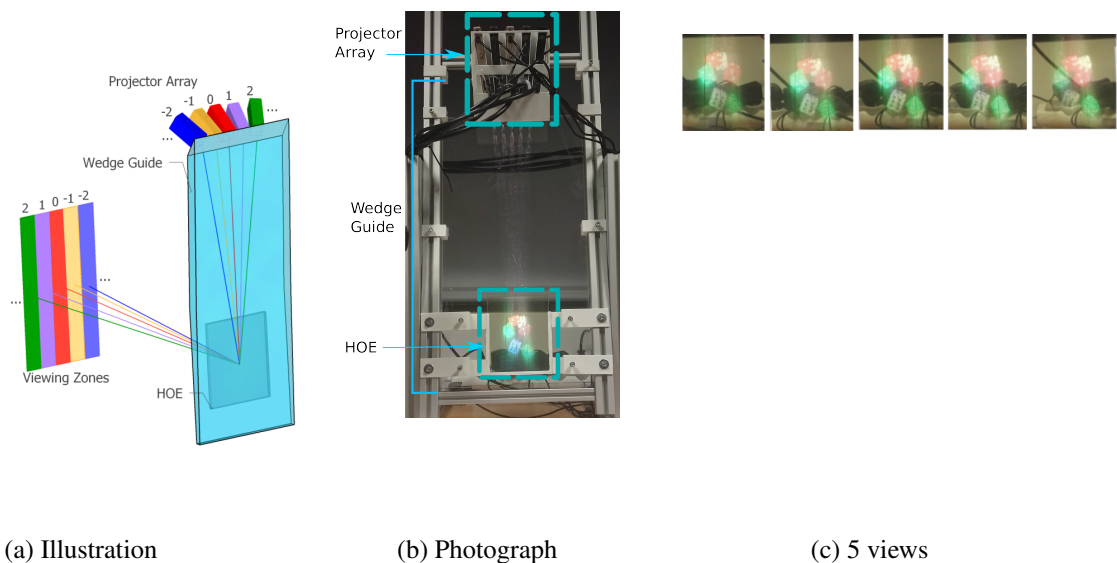 Projector Array
-2
-1
0
1
2
...
...
Wedge Guide
2 1 0 -1 -2
...
...
Viewing Zones
HOE
Projector
Array
Wedge
Guide
HOE
(a) Illustration
(b) Photograph
(c) 5 views